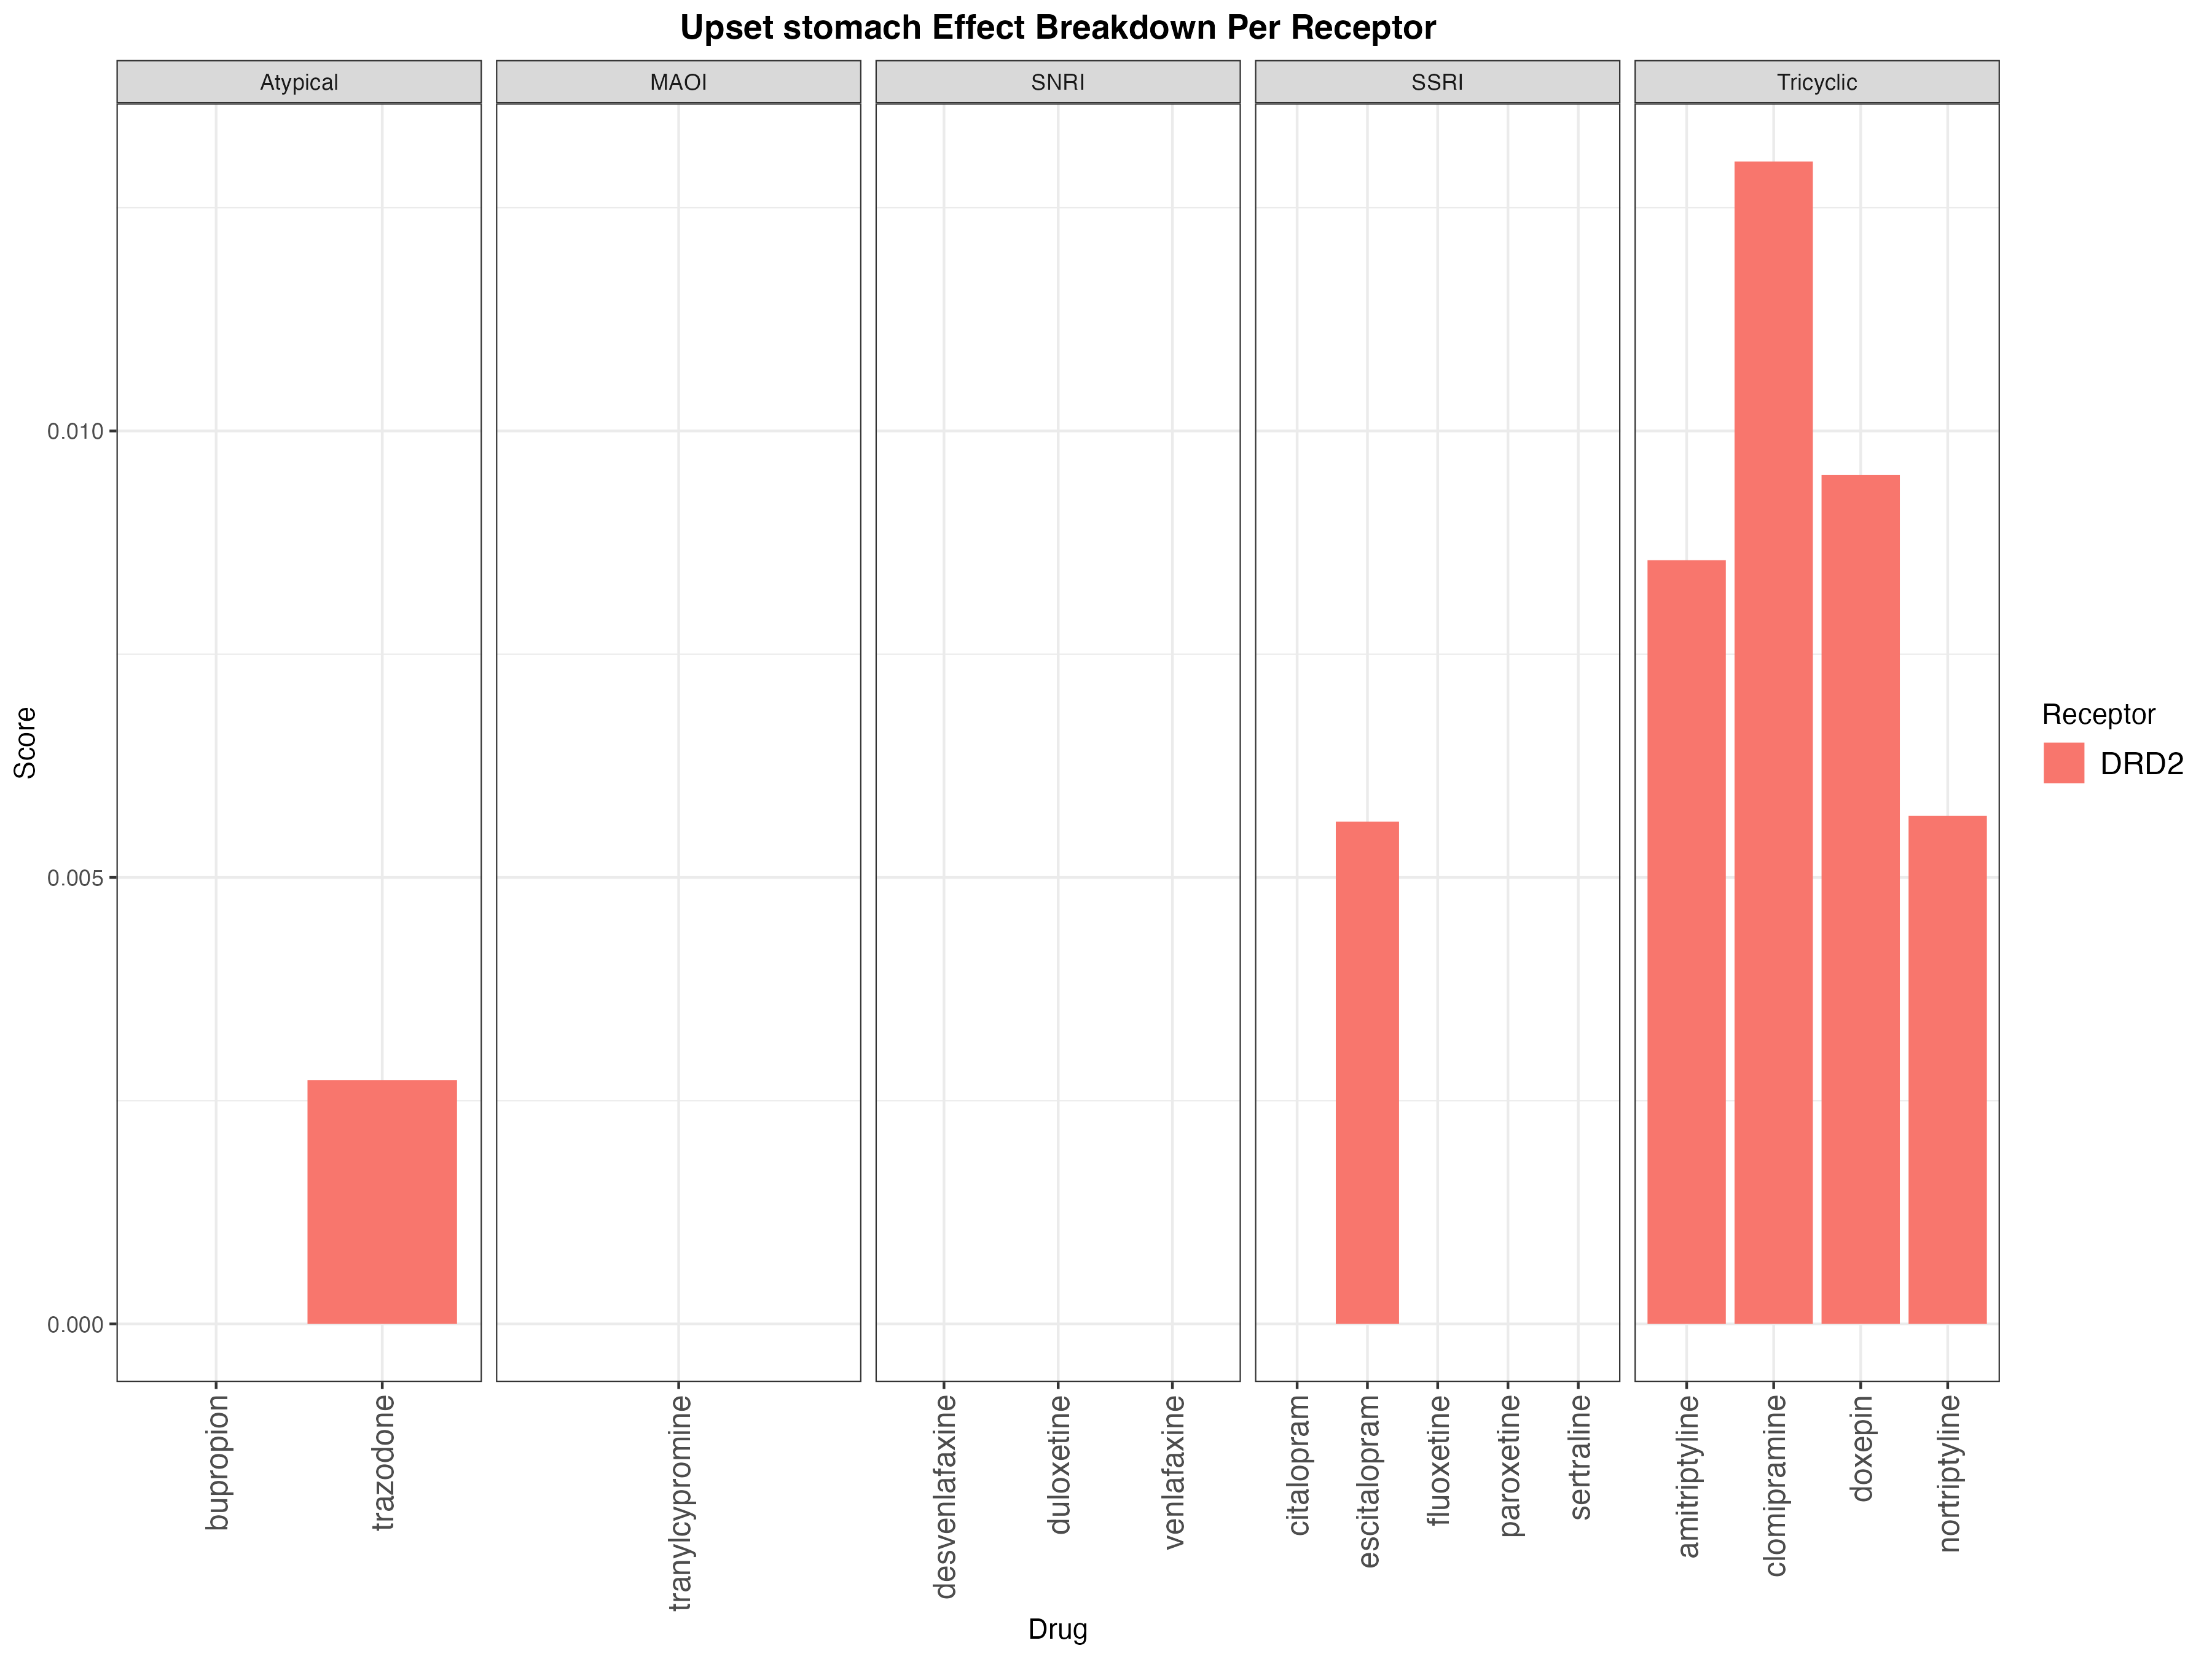 Upset stomach Effect Breakdown Per Receptor
Atypical
MAOI
SNRI
SSRI
Tricyclic
Score
0.010
0.005
0.000
bupropion
trazodone
tranylcypromine
desvenlafaxine
duloxetine
venlafaxine
citalopram
escitalopram
fluoxetine
paroxetine
sertraline
amitriptyline
clomipramine
doxepin
nortriptyline
Drug
Receptor
DRD2